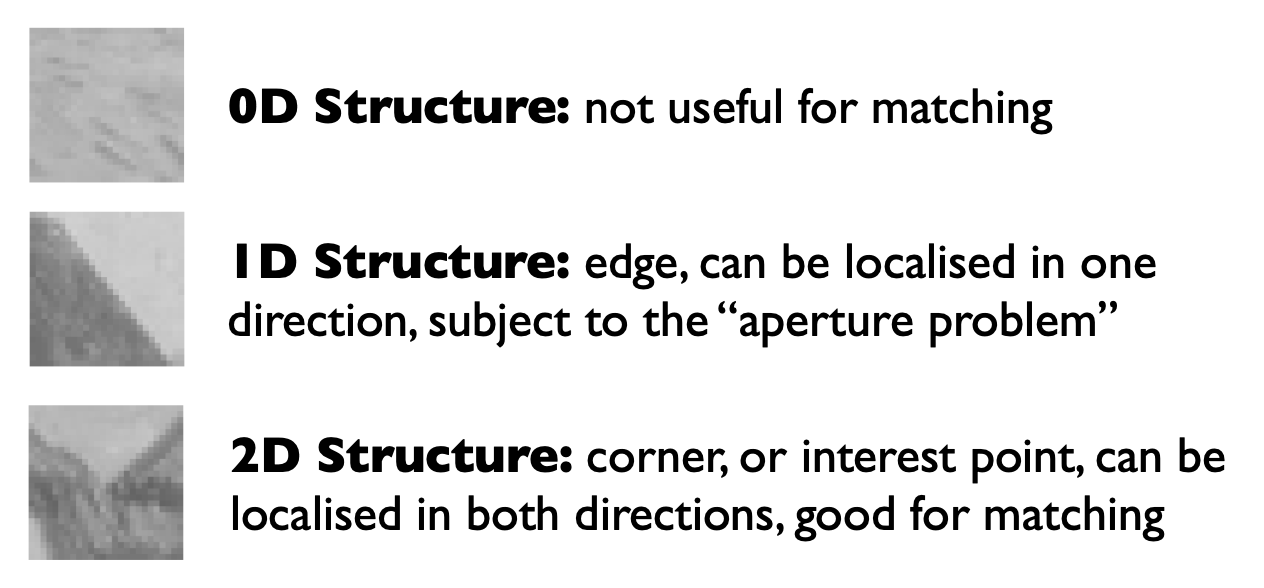 0D Structure: not useful for matching
1D Structure: edge, can be localised in one
direction, subject to the “aperture problem”
2D Structure: corner, or interest point, can be
localised in both directions, good for matching